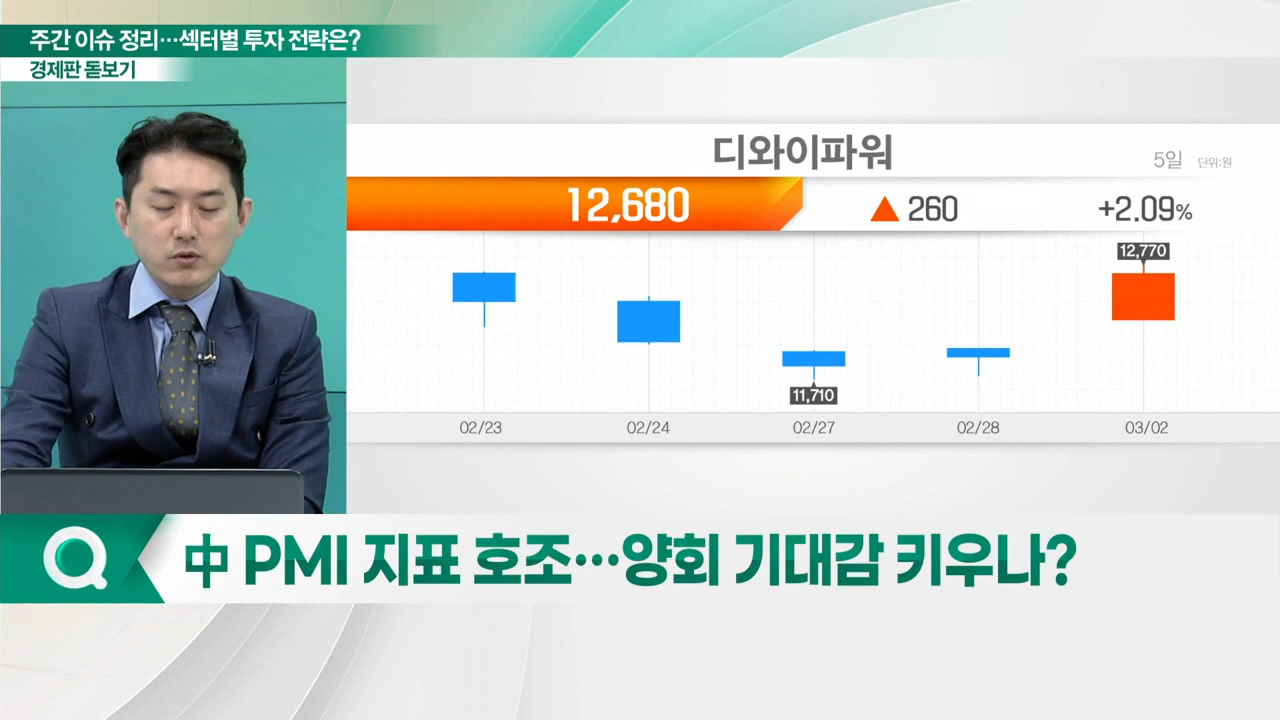 주간 이슈 정리…섹터별 투자 전략은?
경제판 돋보기
디와이파워
5일 단위:원
12,680 ▲ 260 +2.09%
12,770
11,710
02/23 02/24 02/27 02/28 03/02
中 PMI 지표 호조…양회 기대감 키우나?